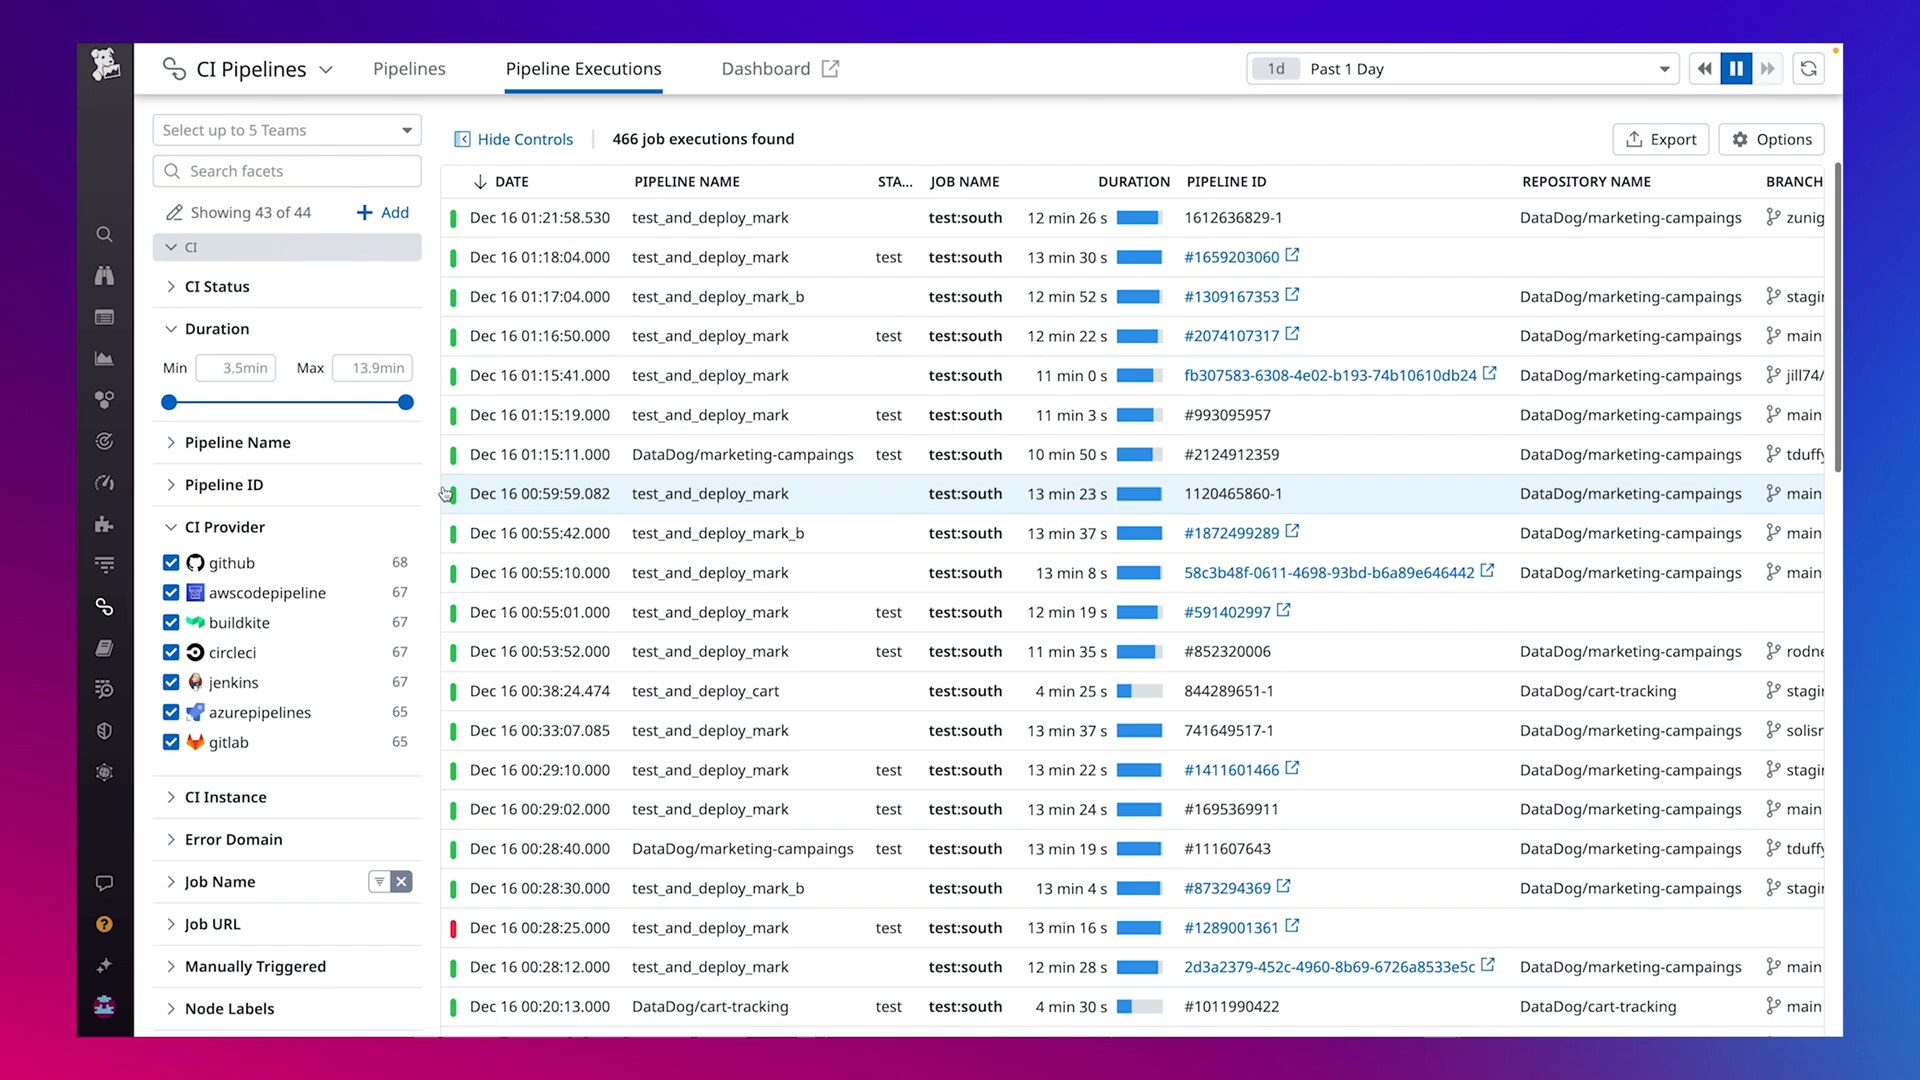 CI Pipelines Pipelines Pipeline Executions Dashboard 1d Past 1 Day
Select up to 5 Teams
Search facets
Showing 43 of 44 Add
CI
CI Status
Duration
Min 3.5min Max 13.9min
Pipeline Name
Pipeline ID
CI Provider
github 68
awscodepipeline 67
buildkite 67
circleci 67
jenkins 67
azurepipelines 65
gitlab 65
CI Instance
Error Domain
Job Name
Job URL
Manually Triggered
Node Labels
Hide Controls 466 job executions found Export Options
DATE PIPELINE NAME STA... JOB NAME DURATION PIPELINE ID REPOSITORY NAME BRANCH
Dec 16 01:21:58.530 test_and_deploy_mark test:south 12 min 26 s 1612636829-1 DataDog/marketing-campaings zunig
Dec 16 01:18:04.000 test_and_deploy_mark test test:south 13 min 30 s #1659203060
Dec 16 01:17:04.000 test_and_deploy_mark_b test:south 12 min 52 s #1309167353 DataDog/marketing-campaings stagin
Dec 16 01:16:50.000 test_and_deploy_mark test test:south 12 min 22 s #2074107317 DataDog/marketing-campaings main
Dec 16 01:15:41.000 test_and_deploy_mark test:south 11 min 0 s fb307583-6308-4e02-b193-74b10610db24 DataDog/marketing-campaings jill74/
Dec 16 01:15:19.000 test_and_deploy_mark test test:south 11 min 3 s #993095957 DataDog/marketing-campaings main
Dec 16 01:15:11.000 DataDog/marketing-campaings test test:south 10 min 50 s #2124912359 DataDog/marketing-campaings tduffy
Dec 16 00:59:59.082 test_and_deploy_mark test:south 13 min 23 s 1120465860-1 DataDog/marketing-campaings main
Dec 16 00:55:42.000 test_and_deploy_mark_b test:south 13 min 37 s #1872499289 DataDog/marketing-campaings main
Dec 16 00:55:10.000 test_and_deploy_mark test:south 13 min 8 s 58c3b48f-0611-4698-93bd-b6a89e646442 DataDog/marketing-campaings main
Dec 16 00:55:01.000 test_and_deploy_mark test test:south 12 min 19 s #591402997
Dec 16 00:53:52.000 test_and_deploy_mark test test:south 11 min 35 s #852320006 DataDog/marketing-campaings rodne
Dec 16 00:38:24.474 test_and_deploy_cart test:south 4 min 25 s 844289651-1 DataDog/cart-tracking stagin
Dec 16 00:33:07.085 test_and_deploy_mark test:south 13 min 37 s 741649517-1 DataDog/marketing-campaings solisr
Dec 16 00:29:10.000 test_and_deploy_mark test test:south 13 min 22 s #1411601466 DataDog/marketing-campaings stagin
Dec 16 00:29:02.000 test_and_deploy_mark test:south 13 min 24 s #1695369911 DataDog/marketing-campaings main
Dec 16 00:28:40.000 DataDog/marketing-campaings test test:south 13 min 19 s #111607643 DataDog/marketing-campaings tduffy
Dec 16 00:28:30.000 test_and_deploy_mark_b test:south 13 min 4 s #873294369 DataDog/marketing-campaings stagin
Dec 16 00:28:25.000 test_and_deploy_mark test test:south 13 min 16 s #1289001361
Dec 16 00:28:12.000 test_and_deploy_mark test:south 12 min 28 s 2d3a2379-452c-4960-8b69-6726a8533e5c DataDog/marketing-campaings main
Dec 16 00:20:13.000 DataDog/cart-tracking test test:south 4 min 30 s #1011990422 DataDog/cart-tracking main